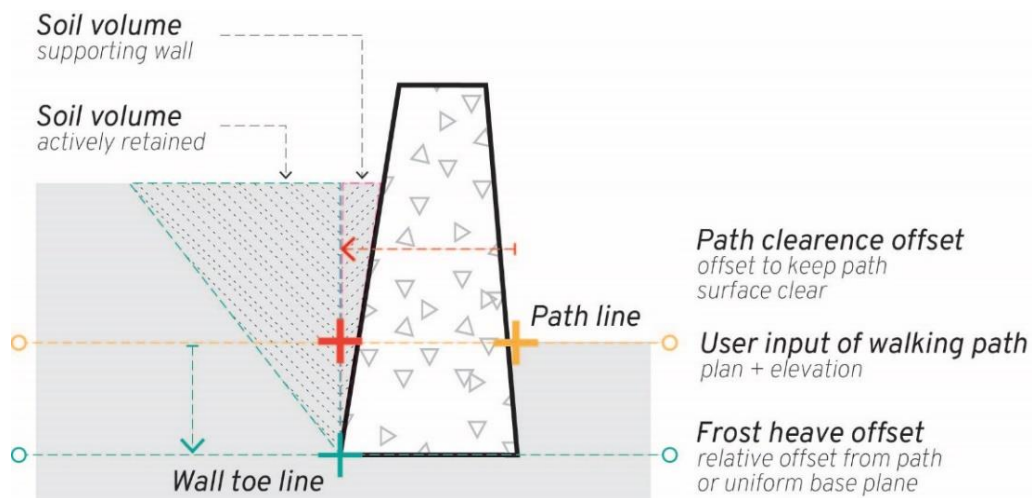 Soil volume
supporting wall
Soil volume
actively retained
Path clearence offset
offset to keep path
surface clear
Path line
User input of walking path
plan + elevation
Frost heave offset
relative offset from path
or uniform base plane
Wall toe line